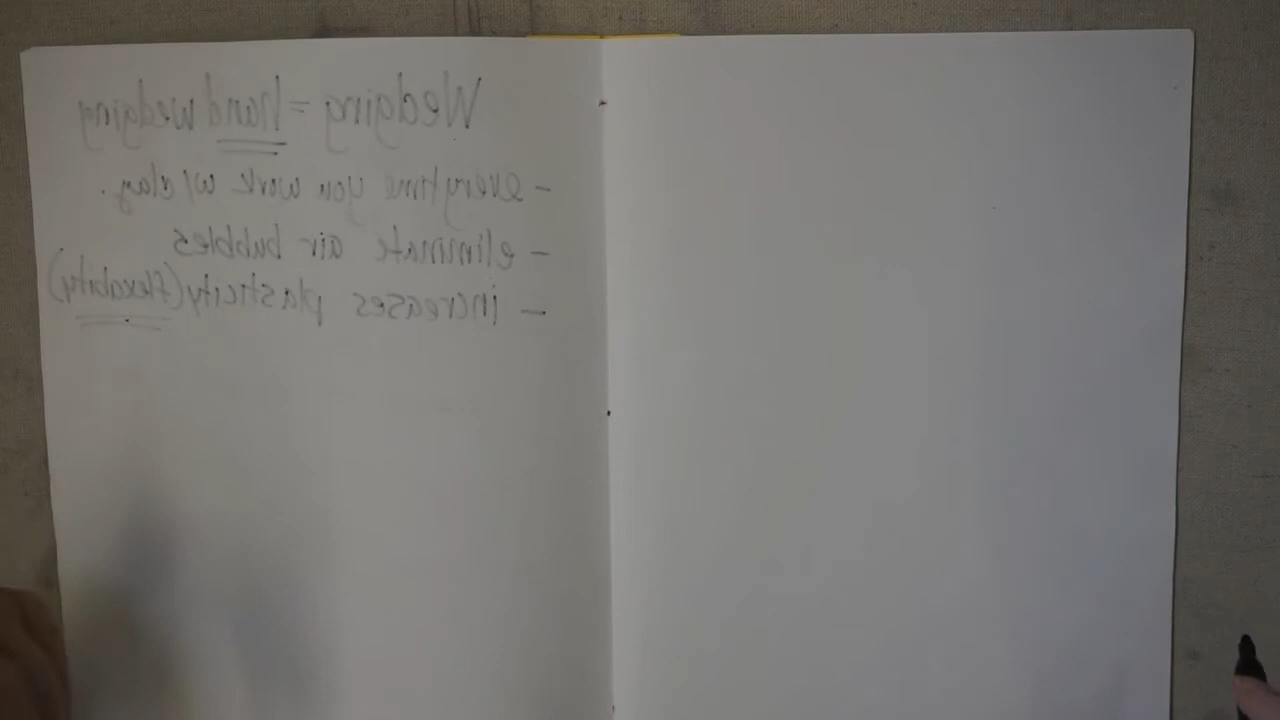 Wedging = hand wedging
- everytime you work w/ clay.
- eliminate air bubbles
- increases plasticity (flexability)